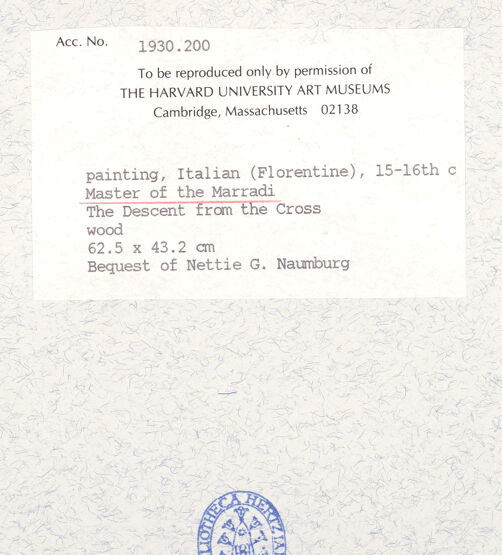 Acc. No. 1930.200
To be reproduced only by permission of
THE HARVARD UNIVERSITY ART MUSEUMS
Cambridge, Massachusetts 02138
painting, Italian (Florentine), 15-16th c
Master of the Marradi
The Descent from the Cross
wood
62.5 x 43.2 cm
Bequest of Nettie G. Naumburg
BIBLIOTHECA HERTZIANA